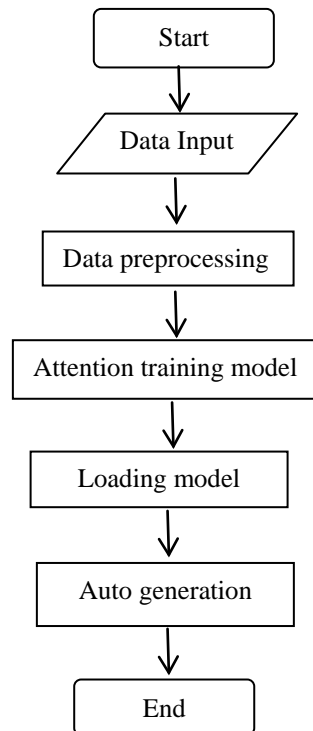 Start
Data Input
Data preprocessing
Attention training model
Loading model
Auto generation
End